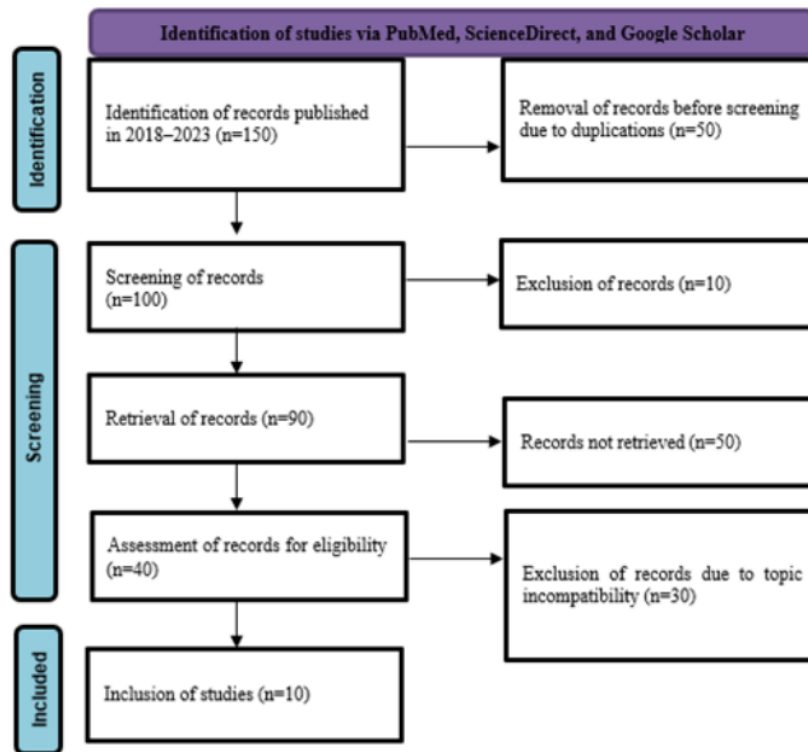 Identification of studies via PubMed, ScienceDirect, and Google Scholar
Identification
Identification of records published
in 2018–2023 (n=150)
Removal of records before screening
due to duplications (n=50)
Screening
Screening of records
(n=100)
Exclusion of records (n=10)
Retrieval of records (n=90)
Records not retrieved (n=50)
Assessment of records for eligibility
(n=40)
Exclusion of records due to topic
incompatibility (n=30)
Included
Inclusion of studies (n=10)